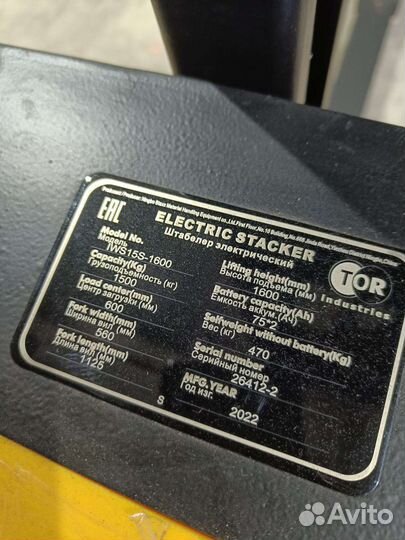 EAC
ELECTRIC STACKER
Штабелер электрический
TOR
industries
Model No.
Модель
IWS15S-1600
Capacity(Kg)
Грузоподъемность (кг)
1500
Load center(mm)
Центр загрузки (мм)
600
Fork width(mm)
Ширина вил (мм)
560
Fork length(mm)
Длина вил (мм)
1125
Lifting height(mm)
Высота подъема (мм)
1600
Battery capacity(Ah)
Емкость аккум. (Ач)
75*2
Selfweight without battery(Kg)
Вес (кг)
470
Serial number
Серийный номер
26412-2
MFG.YEAR
Год изг.
2022
S
Avito